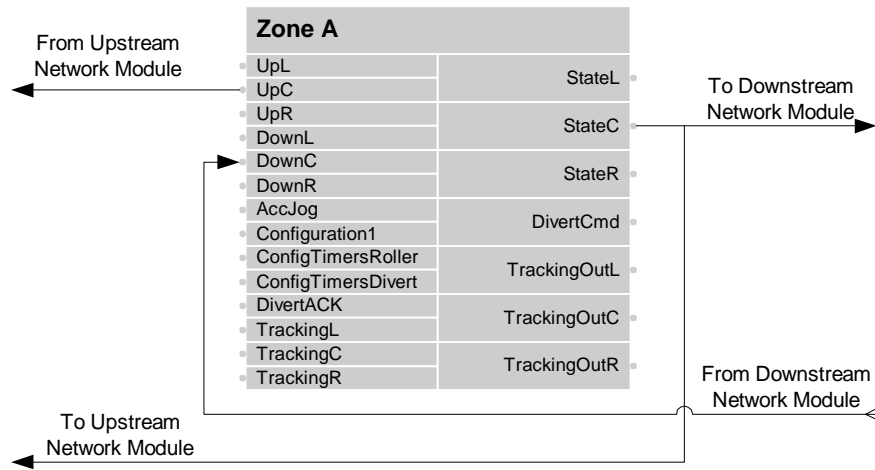 Zone A
From Upstream
Network Module
UpL
UpC
UpR
DownL
DownC
DownR
AccJog
Configuration1
ConfigTimersRoller
ConfigTimersDivert
DivertACK
TrackingL
TrackingC
TrackingR
StateL
StateC
StateR
DivertCmd
TrackingOutL
TrackingOutC
TrackingOutR
To Downstream
Network Module
From Downstream
Network Module
To Upstream
Network Module